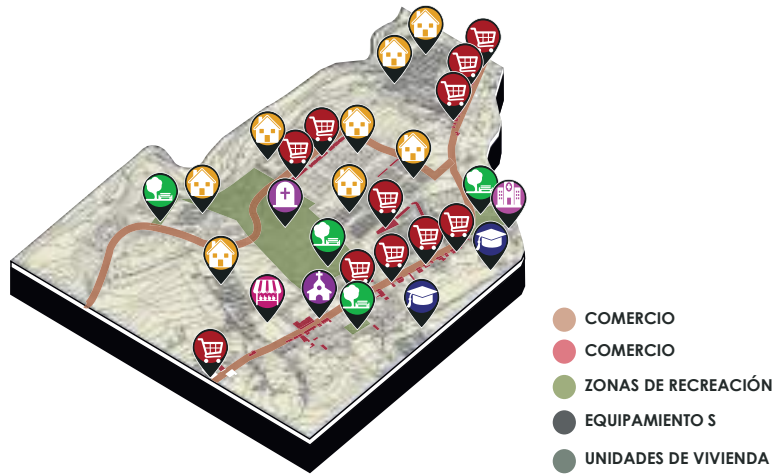 COMERCIO
COMERCIO
ZONAS DE RECREACIÓN
EQUIPAMIENTO S
UNIDADES DE VIVIENDA